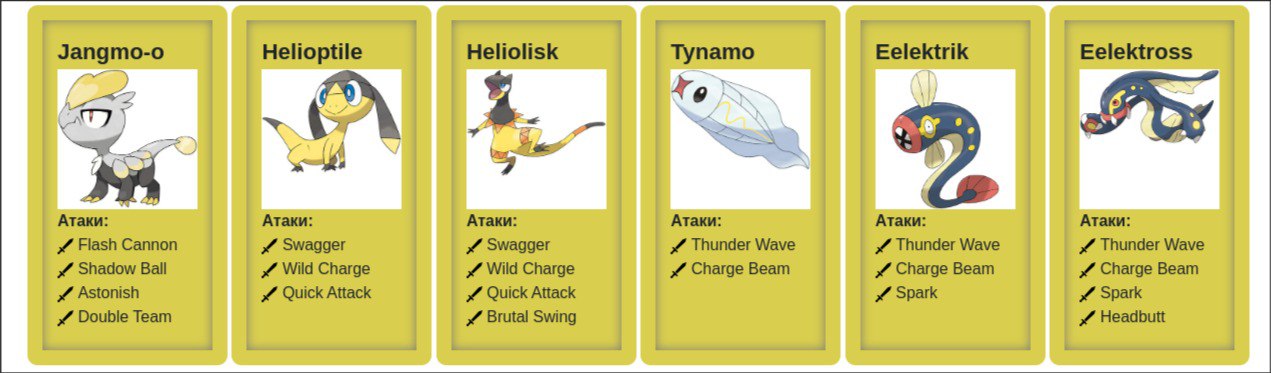 Jangmo-o
Атаки:
Flash Cannon
Shadow Ball
Astonish
Double Team
Helioptile
Атаки:
Swagger
Wild Charge
Quick Attack
Heliolisk
Атаки:
Swagger
Wild Charge
Quick Attack
Brutal Swing
Tynamo
Атаки:
Thunder Wave
Charge Beam
Eelektrik
Атаки:
Thunder Wave
Charge Beam
Spark
Eelektross
Атаки:
Thunder Wave
Charge Beam
Spark
Headbutt